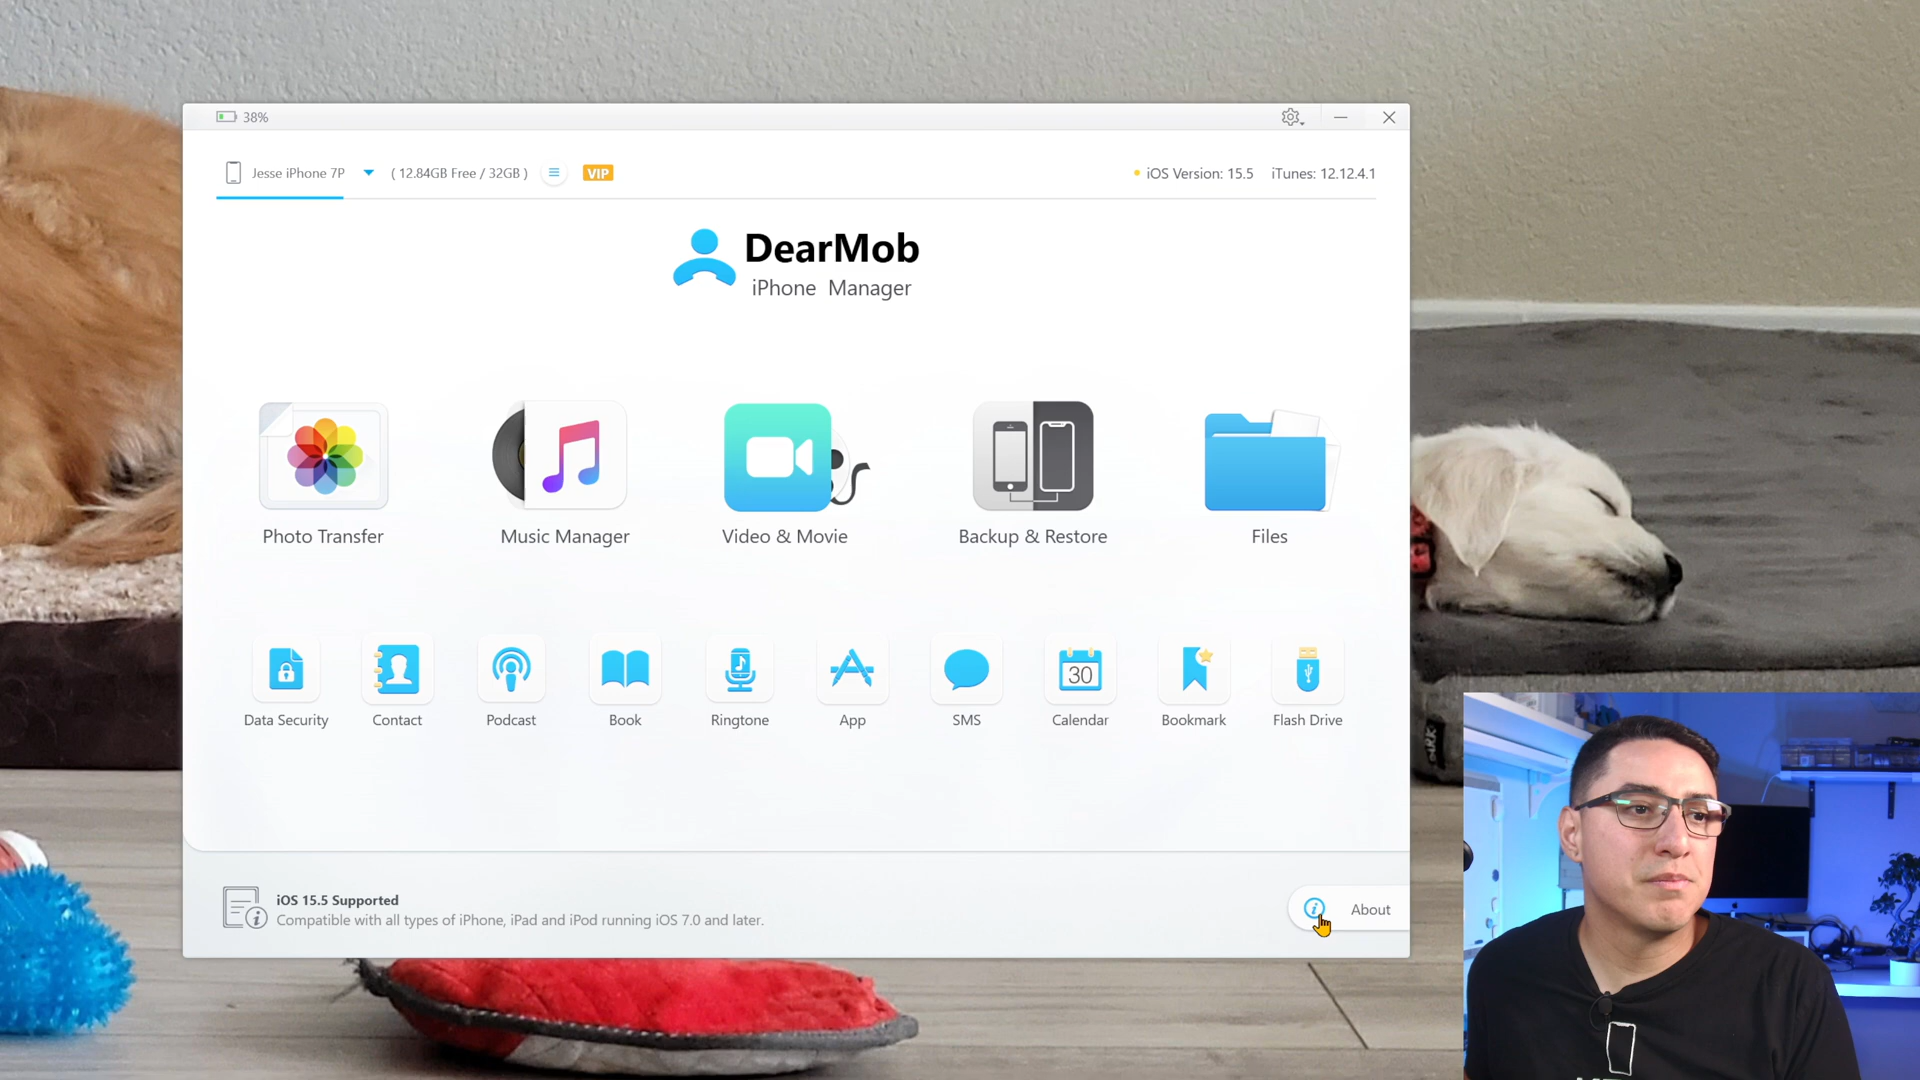 38%
Jesse iPhone 7P ( 12.84GB Free / 32GB ) VIP iOS Version: 15.5 iTunes: 12.12.4.1
DearMob
iPhone Manager
Photo Transfer Music Manager Video & Movie Backup & Restore Files
30
Data Security Contact Podcast Book Ringtone App SMS Calendar Bookmark Flash Drive
iOS 15.5 Supported
Compatible with all types of iPhone, iPad and iPod running iOS 7.0 and later.
About